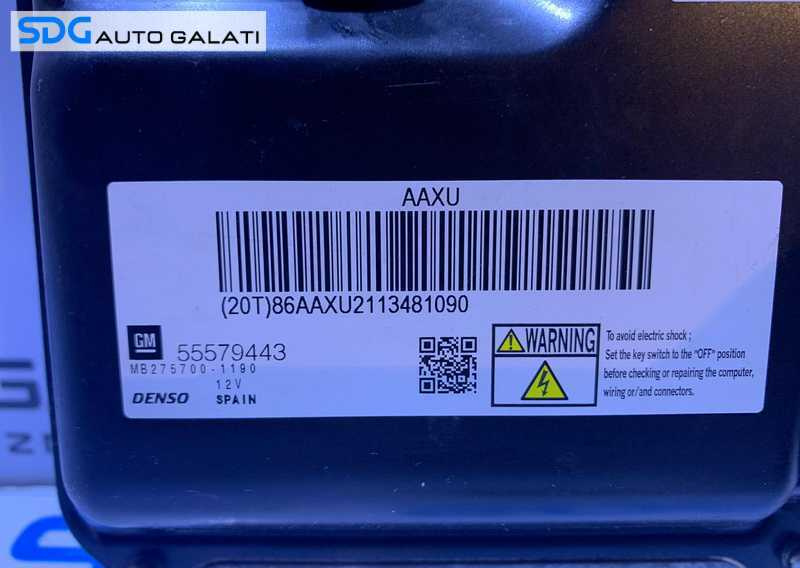 SDG AUTO GALATI
AAXU
(20T)86AAXU2113481090
GM
55579443
MB275700-1190
12V
DENSO SPAIN
WARNING
To avoid electric shock ;
Set the key switch to the "OFF" position
before checking or repairing the computer,
wiring or/and connectors.